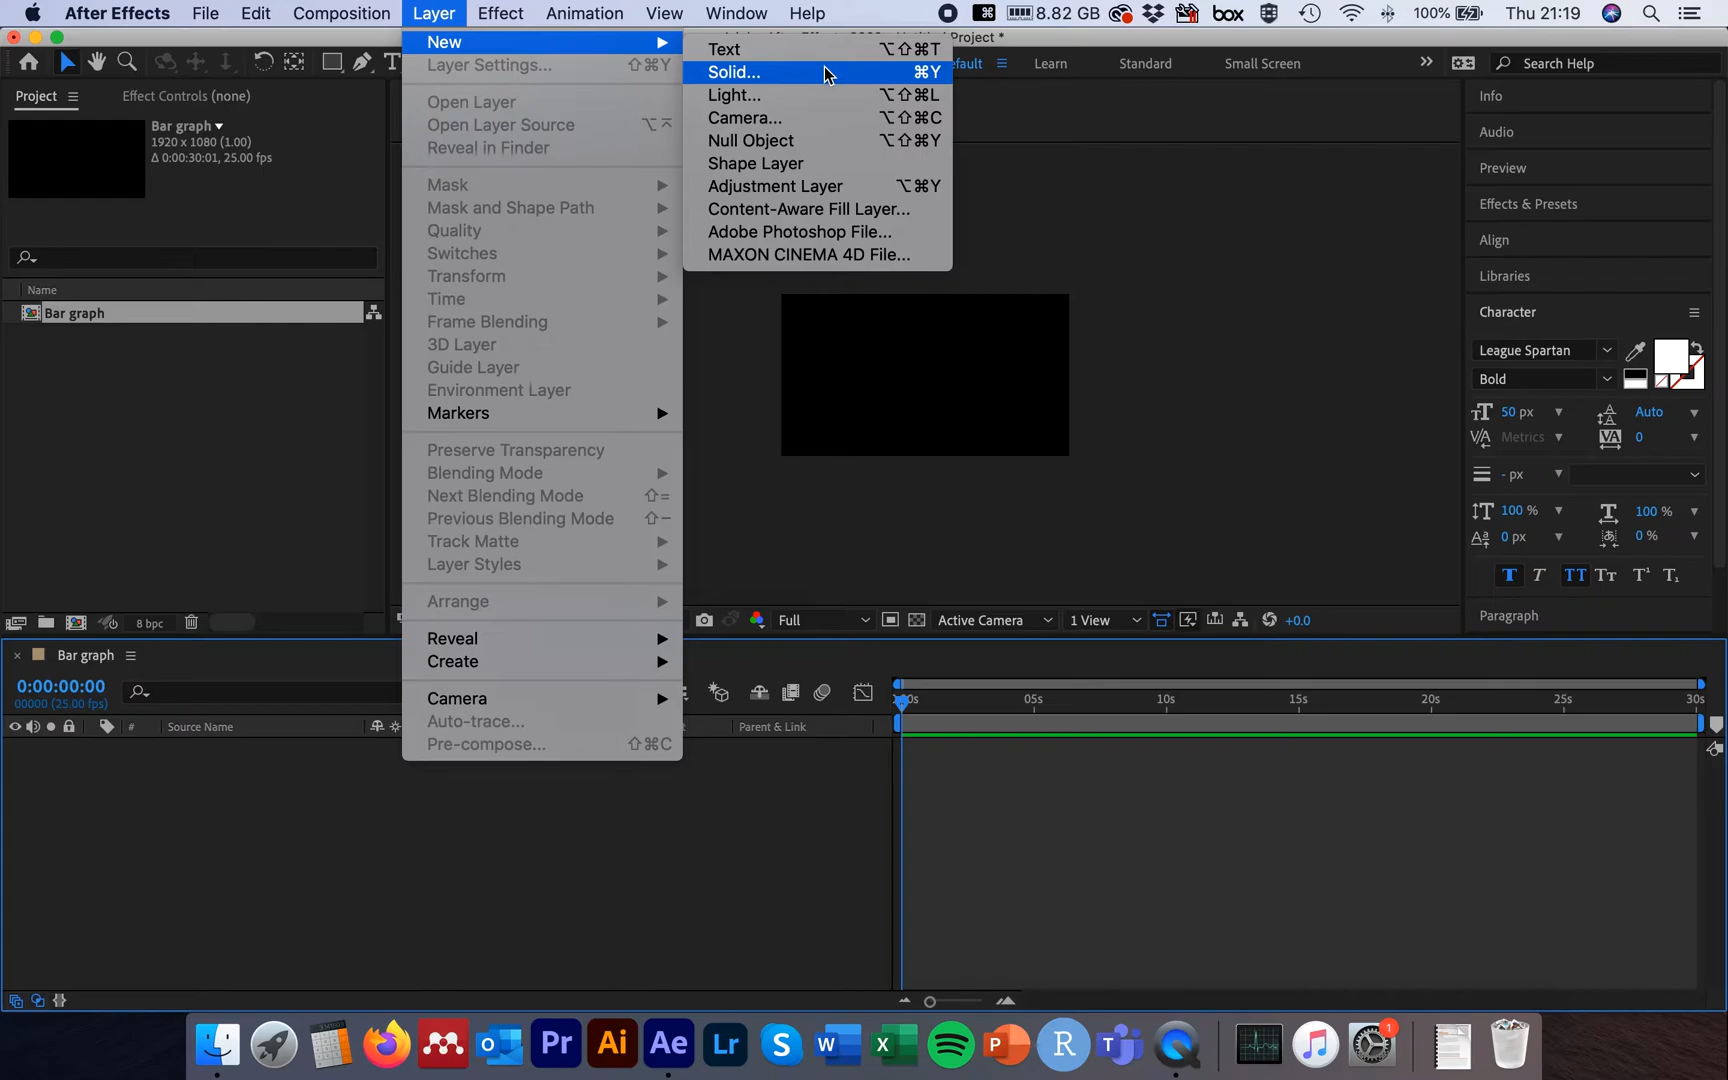 After Effects File Edit Composition Layer Effect Animation View Window Help 8.82 GB box 100% Thu 21:19
Project *
T efault Learn Standard Small Screen Search Help
Project Effect Controls (none)
Bar graph
1920 x 1080 (1.00)
Δ 0:00:30:01, 25.00 fps
Name
Bar graph
8 bpc
New
Layer Settings... ⇧⌘Y
Open Layer
Open Layer Source ⌥⌤
Reveal in Finder
Mask
Mask and Shape Path
Quality
Switches
Transform
Time
Frame Blending
3D Layer
Guide Layer
Environment Layer
Markers
Preserve Transparency
Blending Mode
Next Blending Mode ⇧=
Previous Blending Mode ⇧–
Track Matte
Layer Styles
Arrange
Reveal
Create
Camera
Auto-trace...
Pre-compose... ⇧⌘C
Text ⌥⇧⌘T
Solid... ⌘Y
Light... ⌥⇧⌘L
Camera... ⌥⇧⌘C
Null Object ⌥⇧⌘Y
Shape Layer
Adjustment Layer ⌥⌘Y
Content-Aware Fill Layer...
Adobe Photoshop File...
MAXON CINEMA 4D File...
Full Active Camera 1 View +0.0
Info
Audio
Preview
Effects & Presets
Align
Libraries
Character
League Spartan
Bold
50 px Auto
Metrics 0
- px
100 % 100 %
0 px 0 %
T T TT Tт T¹ T₁
Paragraph
Bar graph
0:00:00:00
00000 (25.00 fps)
# Source Name Parent & Link
00s 05s 10s 15s 20s 25s 30s
Pr Ai Ae Lr S W X P R T 1